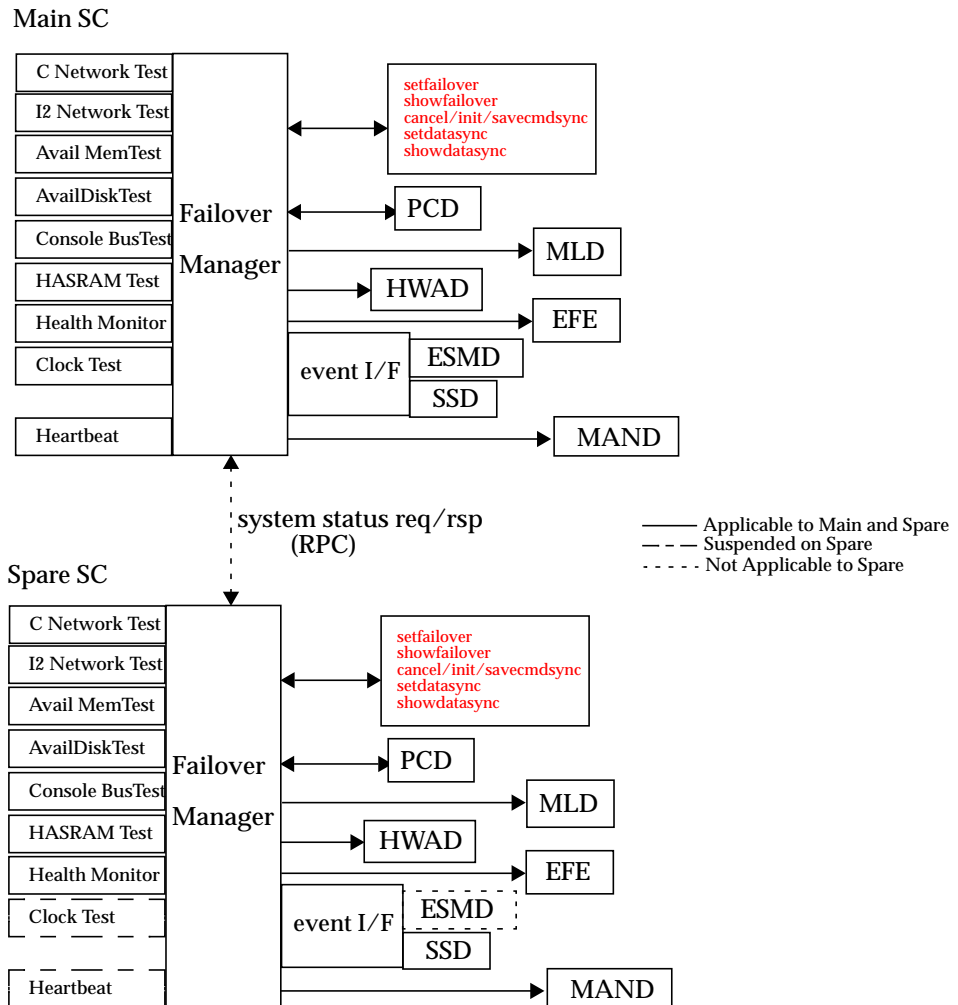 Main SC
C Network Test
I2 Network Test
Avail MemTest
AvailDiskTest
Console BusTest
HASRAM Test
Health Monitor
Clock Test
Heartbeat
Failover
Manager
setfailover
showfailover
cancel/init/savecmdsync
setdatasync
showdatasync
PCD
MLD
HWAD
EFE
event I/F
ESMD
SSD
MAND
system status req/rsp
(RPC)
Applicable to Main and Spare
Suspended on Spare
Not Applicable to Spare
Spare SC
C Network Test
I2 Network Test
Avail MemTest
AvailDiskTest
Console BusTest
HASRAM Test
Health Monitor
Clock Test
Heartbeat
Failover
Manager
setfailover
showfailover
cancel/init/savecmdsync
setdatasync
showdatasync
PCD
MLD
HWAD
EFE
event I/F
ESMD
SSD
MAND